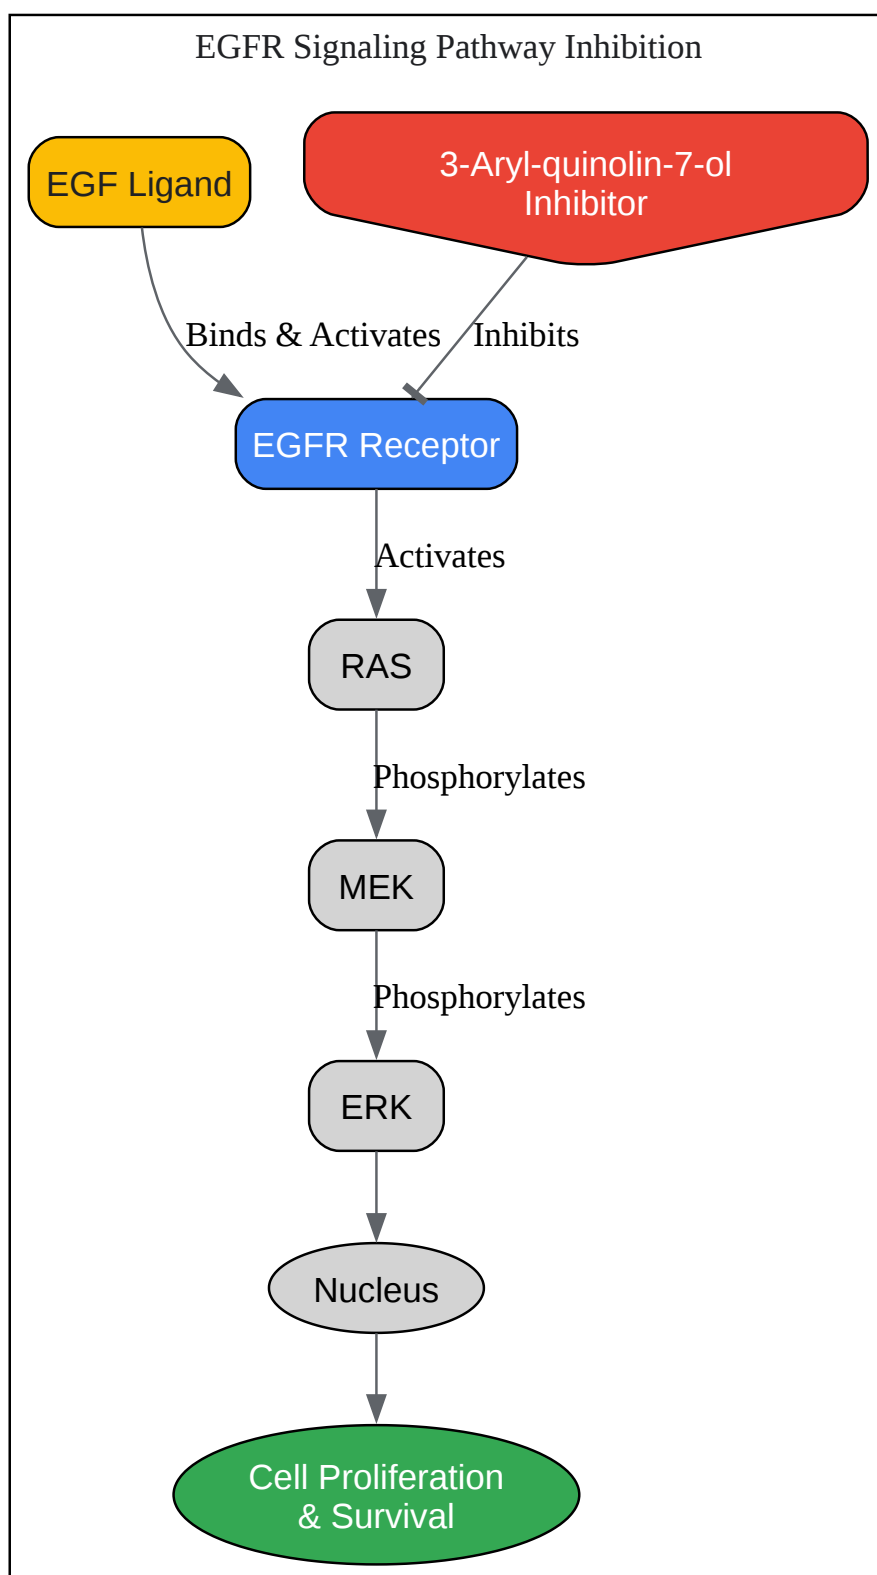 EGFR Signaling Pathway Inhibition
EGF Ligand
3-Aryl-quinolin-7-ol
Inhibitor
Binds & Activates
Inhibits
EGFR Receptor
Activates
RAS
Phosphorylates
MEK
Phosphorylates
ERK
Nucleus
Cell Proliferation
& Survival